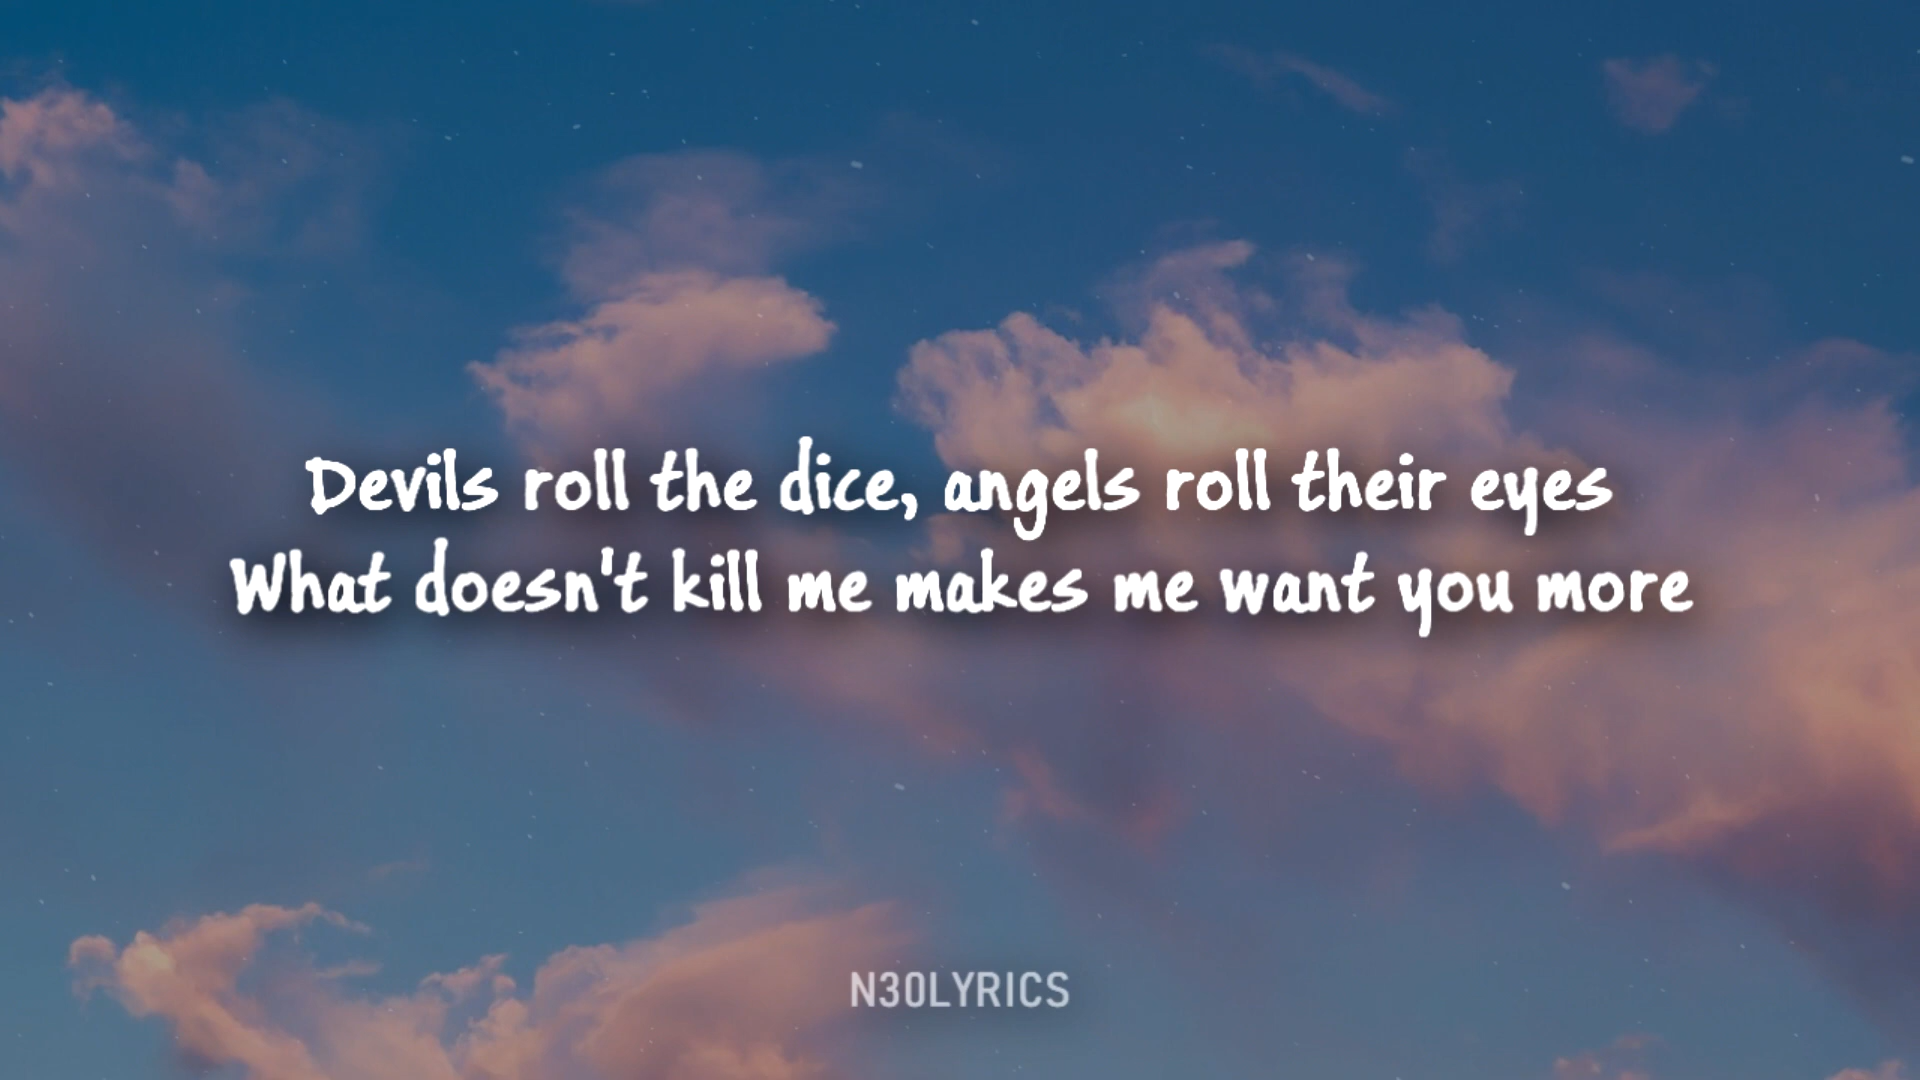 Devils roll the dice, angels roll their eyes
What doesn't kill me makes me want you more
N30LYRICS